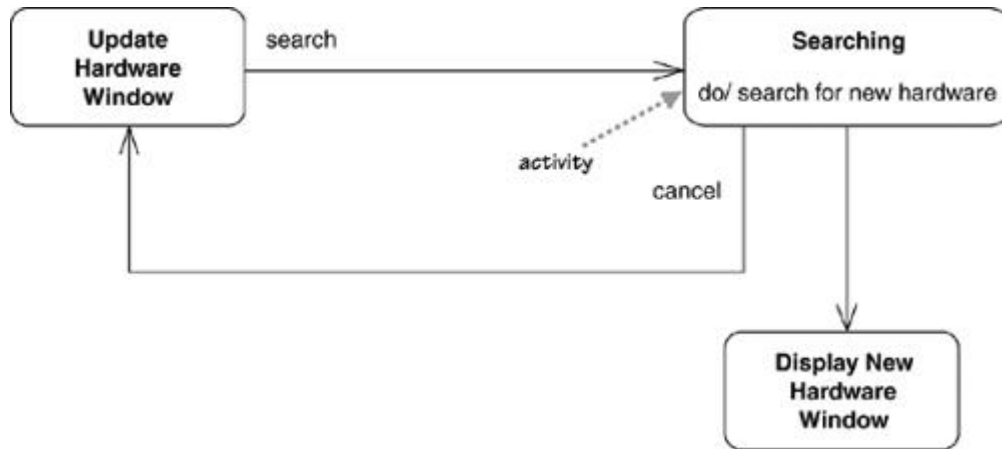 Update
Hardware
Window
search
Searching
do/ search for new hardware
activity
cancel
Display New
Hardware
Window